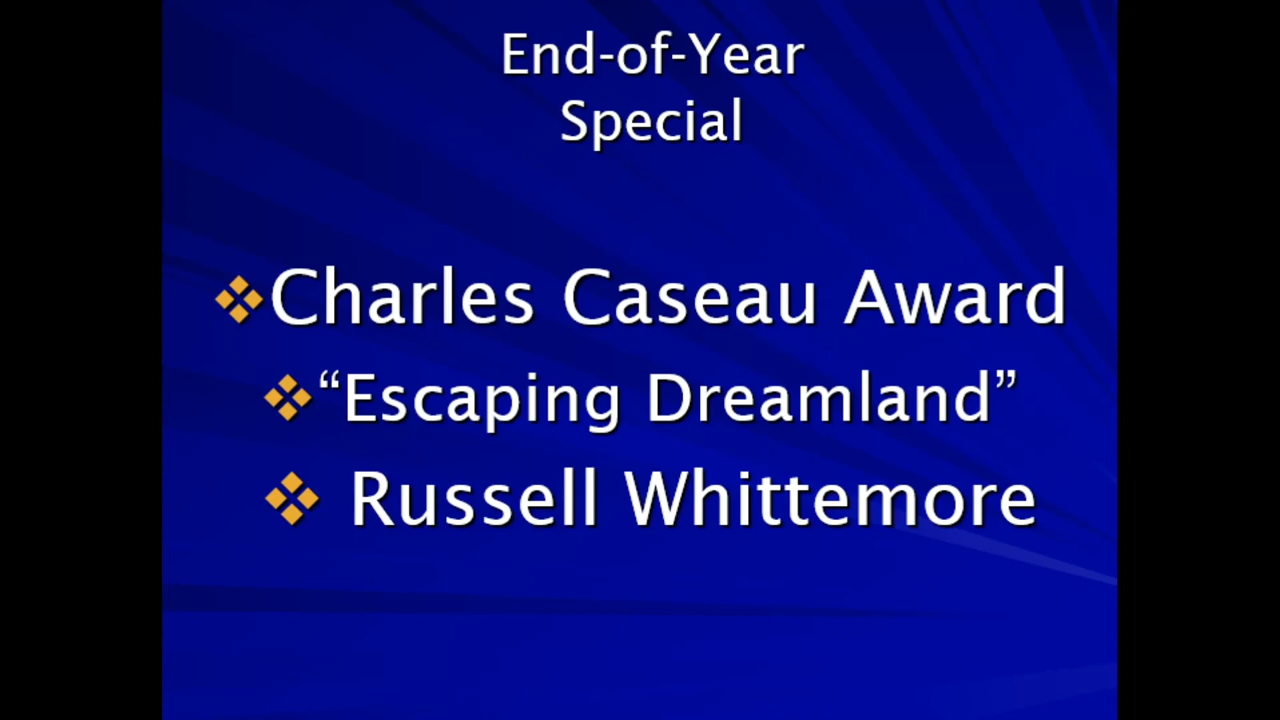 End-of-Year
Special
❖Charles Caseau Award
❖“Escaping Dreamland”
❖ Russell Whittemore